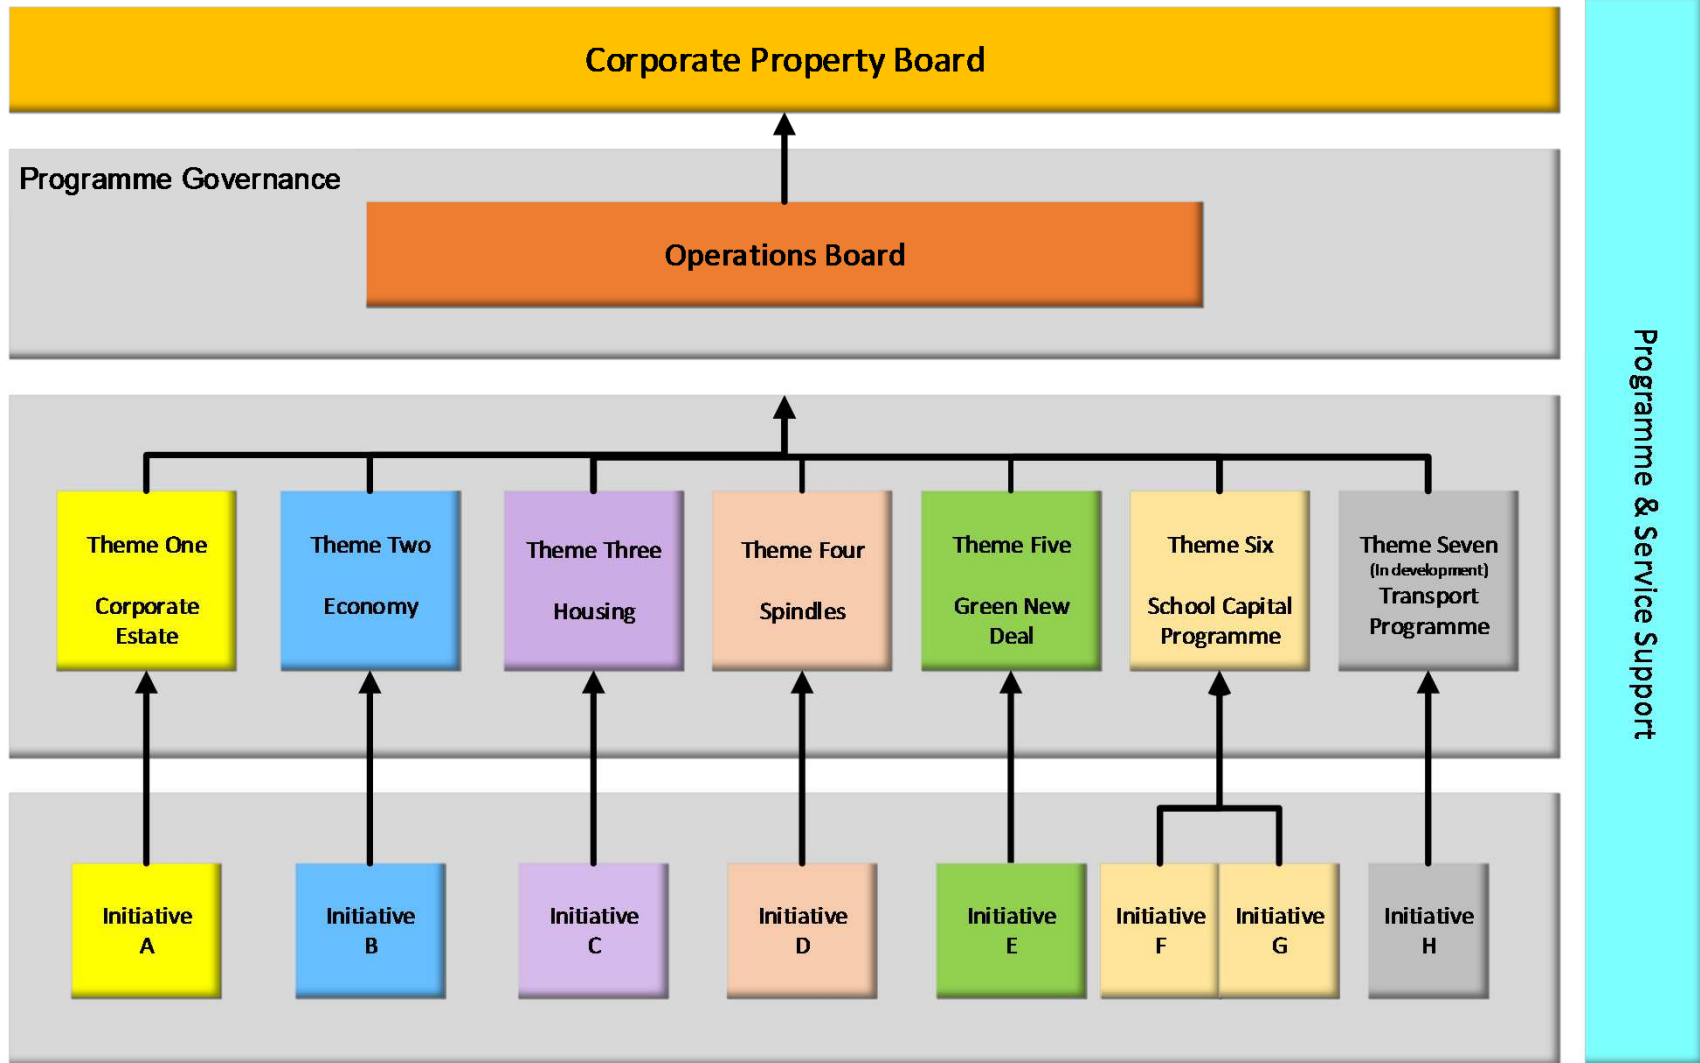 Corporate Property Board
Programme Governance
Operations Board
Theme One
Corporate
Estate
Theme Two
Economy
Theme Three
Housing
Theme Four
Spindles
Theme Five
Green New
Deal
Theme Six
School Capital
Programme
Theme Seven
(In development)
Transport
Programme
Initiative
A
Initiative
B
Initiative
C
Initiative
D
Initiative
E
Initiative
F
Initiative
G
Initiative
H
Programme & Service Support